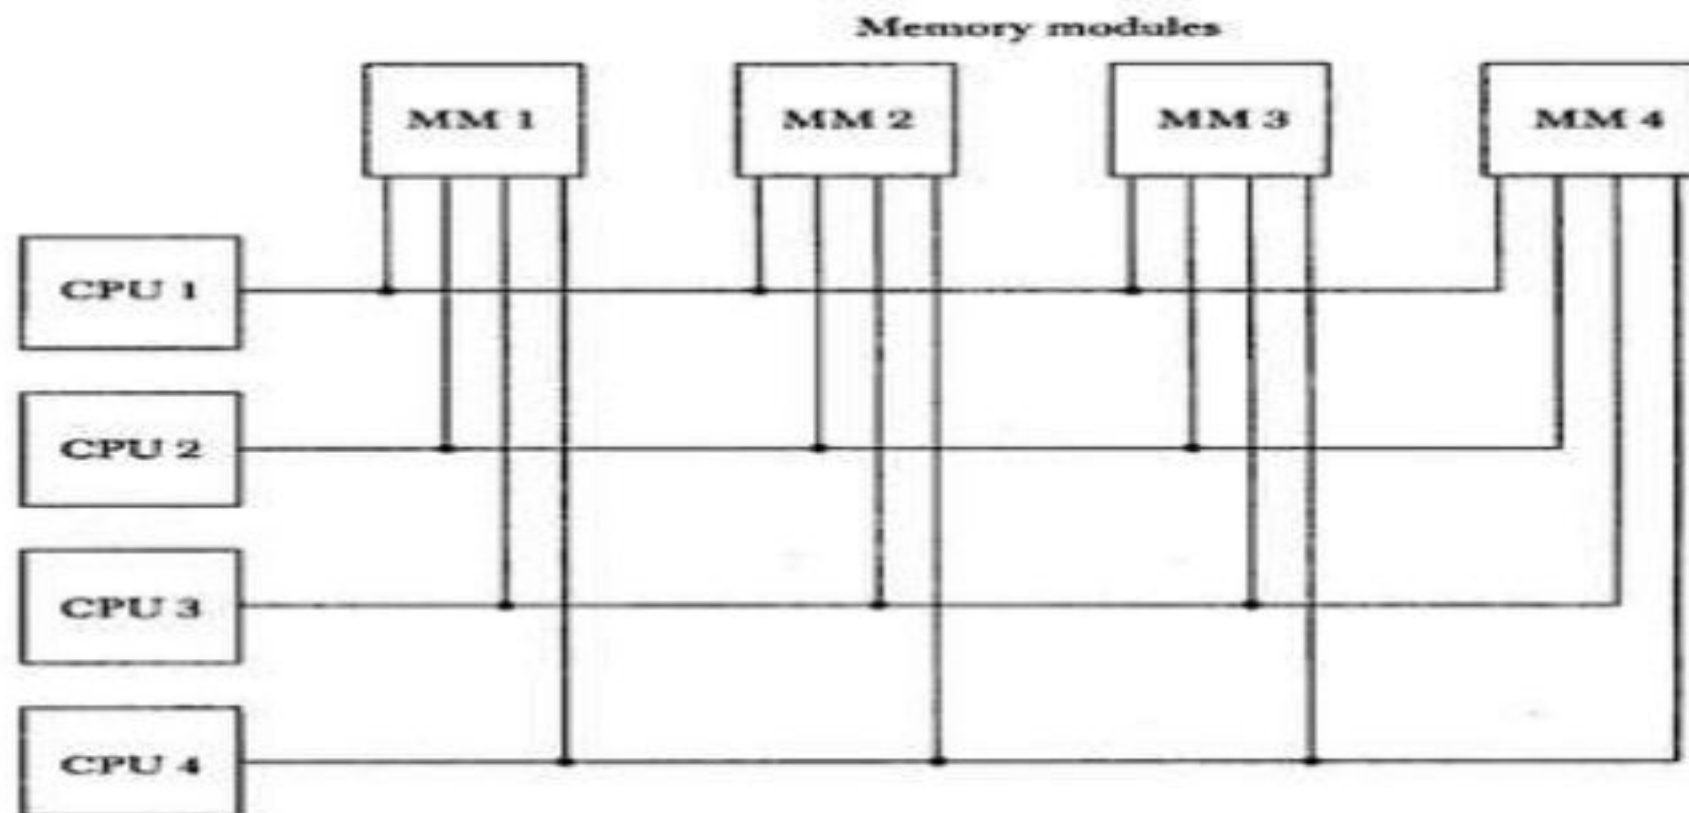 Memory modules
MM 1 MM 2 MM 3 MM 4
CPU 1
CPU 2
CPU 3
CPU 4